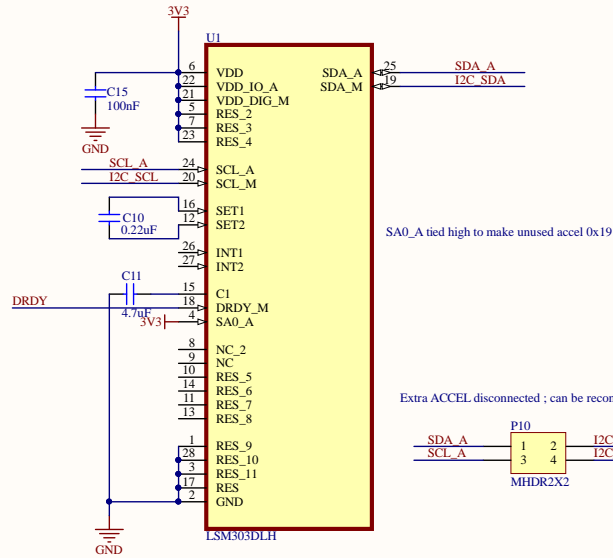 3V3
U1
6 VDD SDA_A 25 SDA_A
22 VDD_IO_A SDA_M 19 I2C_SDA
C15 21 VDD_DIG_M
100nF 5 RES_2
7 RES_3
23 RES_4
GND
SCL_A 24 SCL_A
I2C_SCL 20 SCL_M
16 SET1
C10 12 SET2
0.22uF
SA0_A tied high to make unused accel 0x19
26 INT1
27 INT2
C11 15 C1
DRDY 18 DRDY_M
4.7uF 3V3 4 SA0_A
8 NC_2
9 NC
10 RES_5
14 RES_6
11 RES_7
13 RES_8
Extra ACCEL disconnected ; can be recon
P10
1 RES_9
28 RES_10
3 RES_11
17 RES
2 GND
SDA_A 1 2 I2C
SCL_A 3 4 I2C
MHDR2X2
LSM303DLH
GND